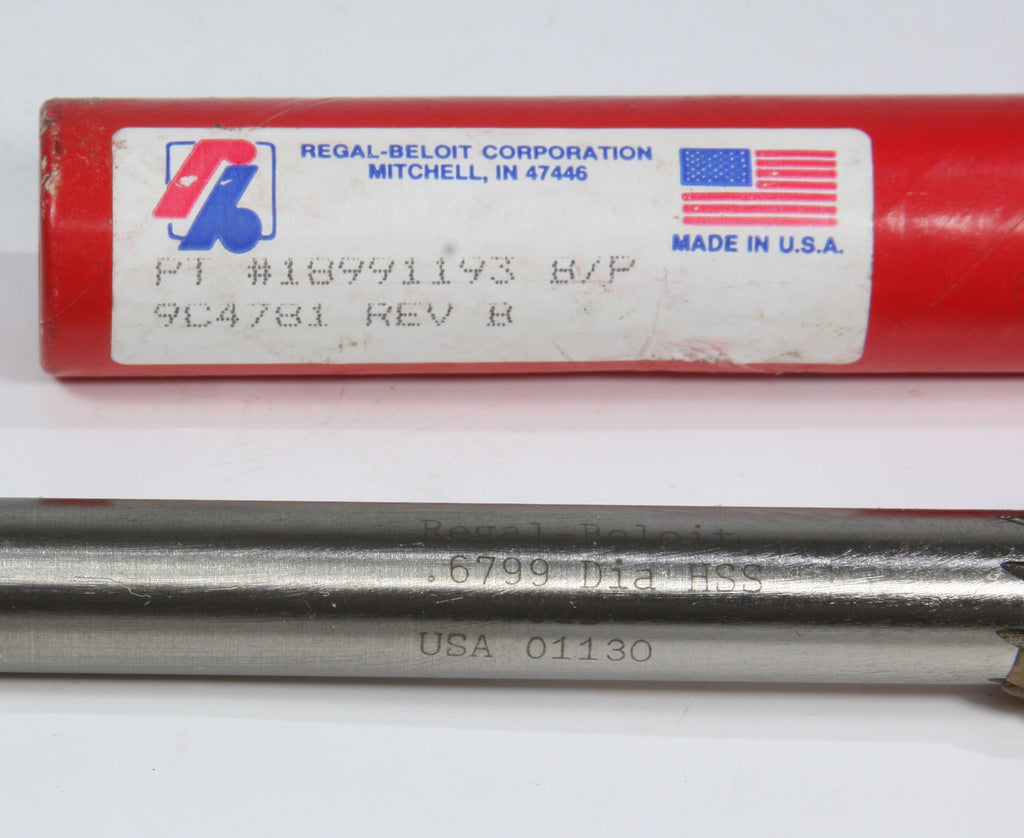 REGAL-BELOIT CORPORATION
MITCHELL, IN 47446
MADE IN U.S.A.
PT #18991193 B/P
9C4781 REV B
Regal-Beloit
.6799 Dia HSS
USA 01130